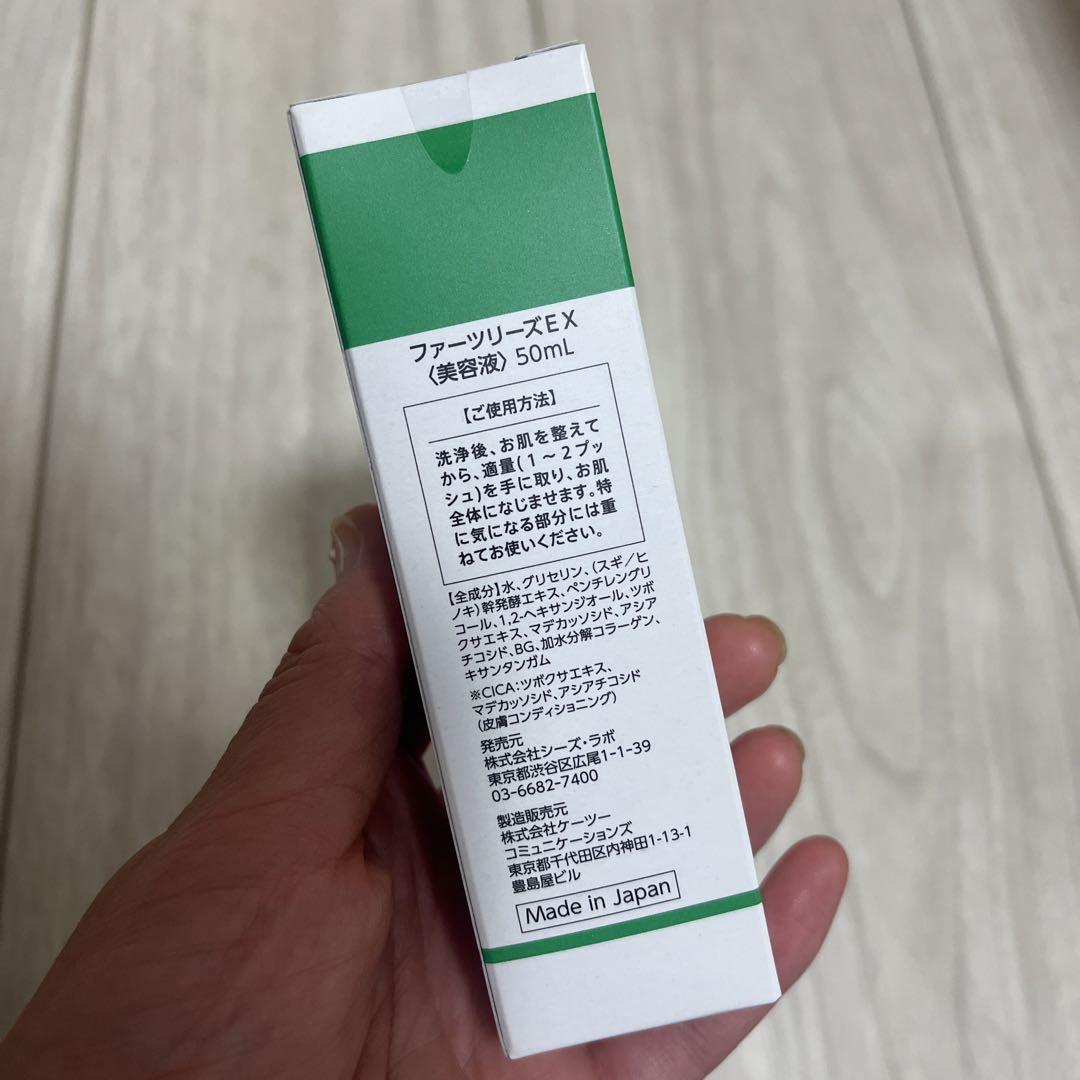 ファーツリーズEX
〈美容液〉50mL
【ご使用方法】
洗浄後、お肌を整えて
から、適量(1～2プッ
シュ)を手に取り、お肌
全体になじませます。特
に気になる部分には重
ねてお使いください。
【全成分】水、グリセリン、(スギ／ヒ
ノキ)幹発酵エキス、ペンチレングリ
コール、1,2-ヘキサンジオール、ツボ
クサエキス、マデカッソシド、アシア
チコシド、BG、加水分解コラーゲン、
キサンタンガム
※CICA：ツボクサエキス、
マデカッソシド、アシアチコシド
(皮膚コンディショニング)
発売元
株式会社シーズ・ラボ
東京都渋谷区広尾1-1-39
03-6682-7400
製造販売元
株式会社ケーツー
コミュニケーションズ
東京都千代田区内神田1-13-1
豊島屋ビル
Made in Japan